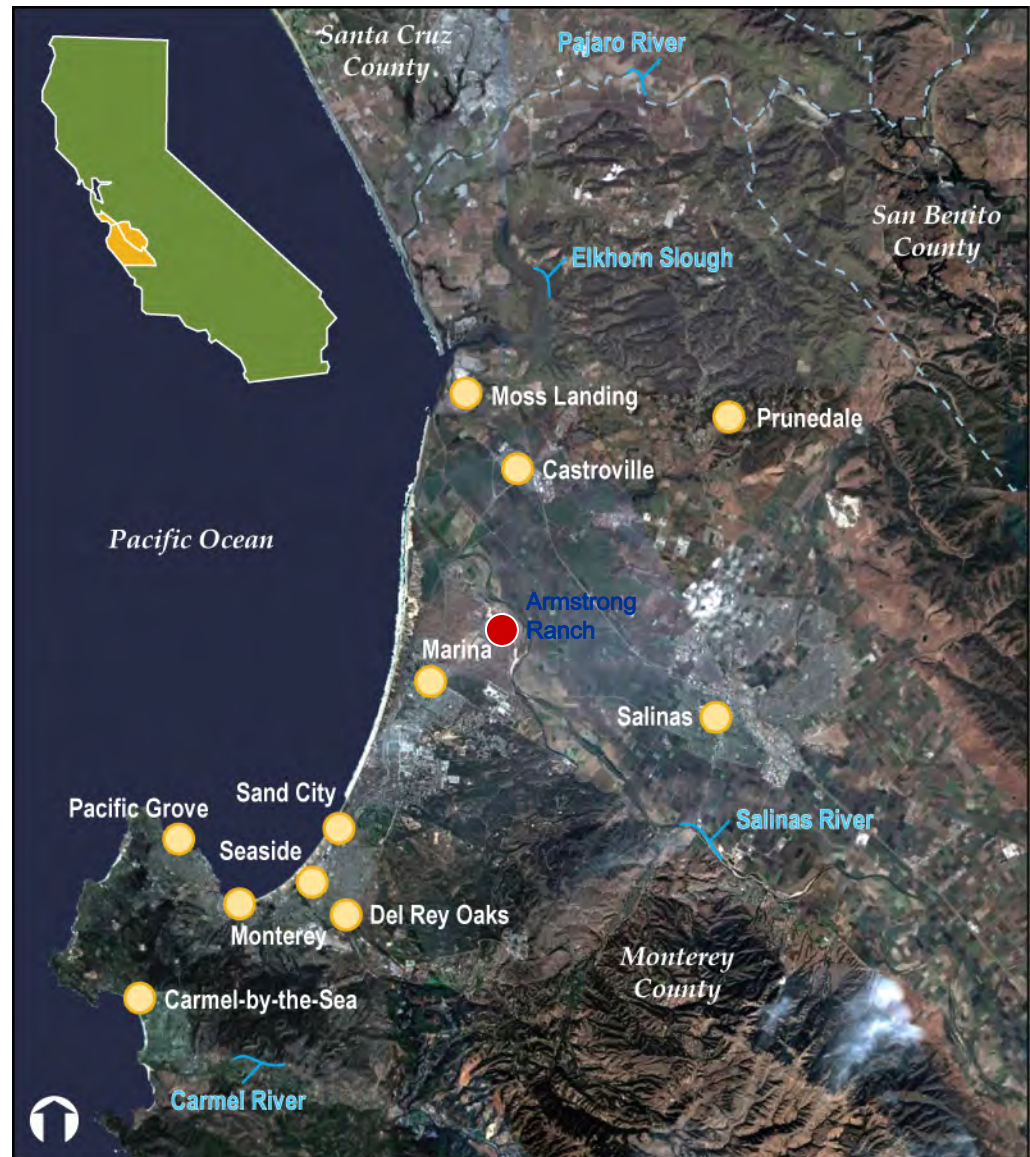 Santa Cruz
County
Pajaro River
San Benito
County
Elkhorn Slough
Moss Landing
Prunedale
Castroville
Pacific Ocean
Armstrong
Ranch
Marina
Salinas
Sand City
Pacific Grove
Salinas River
Seaside
Del Rey Oaks
Monterey
Monterey
County
Carmel-by-the-Sea
Carmel River